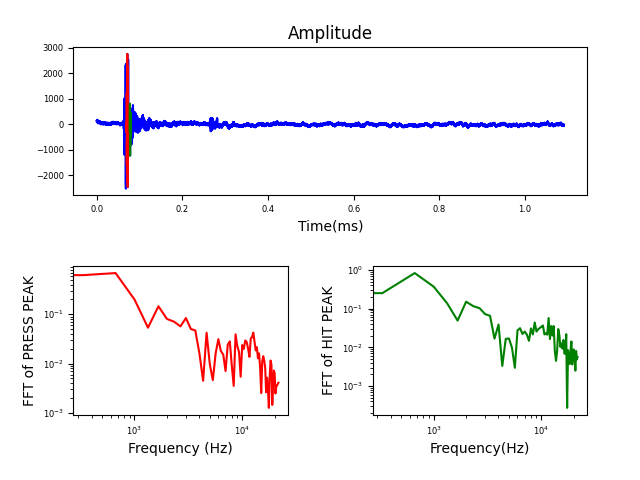 Amplitude
3000
2000
1000
0
−1000
−2000
0.0 0.2 0.4 0.6 0.8 1.0
Time(ms)
FFT of PRESS PEAK
10⁻¹
10⁻²
10⁻³
10³ 10⁴
Frequency (Hz)
FFT of HIT PEAK
10⁰
10⁻¹
10⁻²
10⁻³
10³ 10⁴
Frequency(Hz)